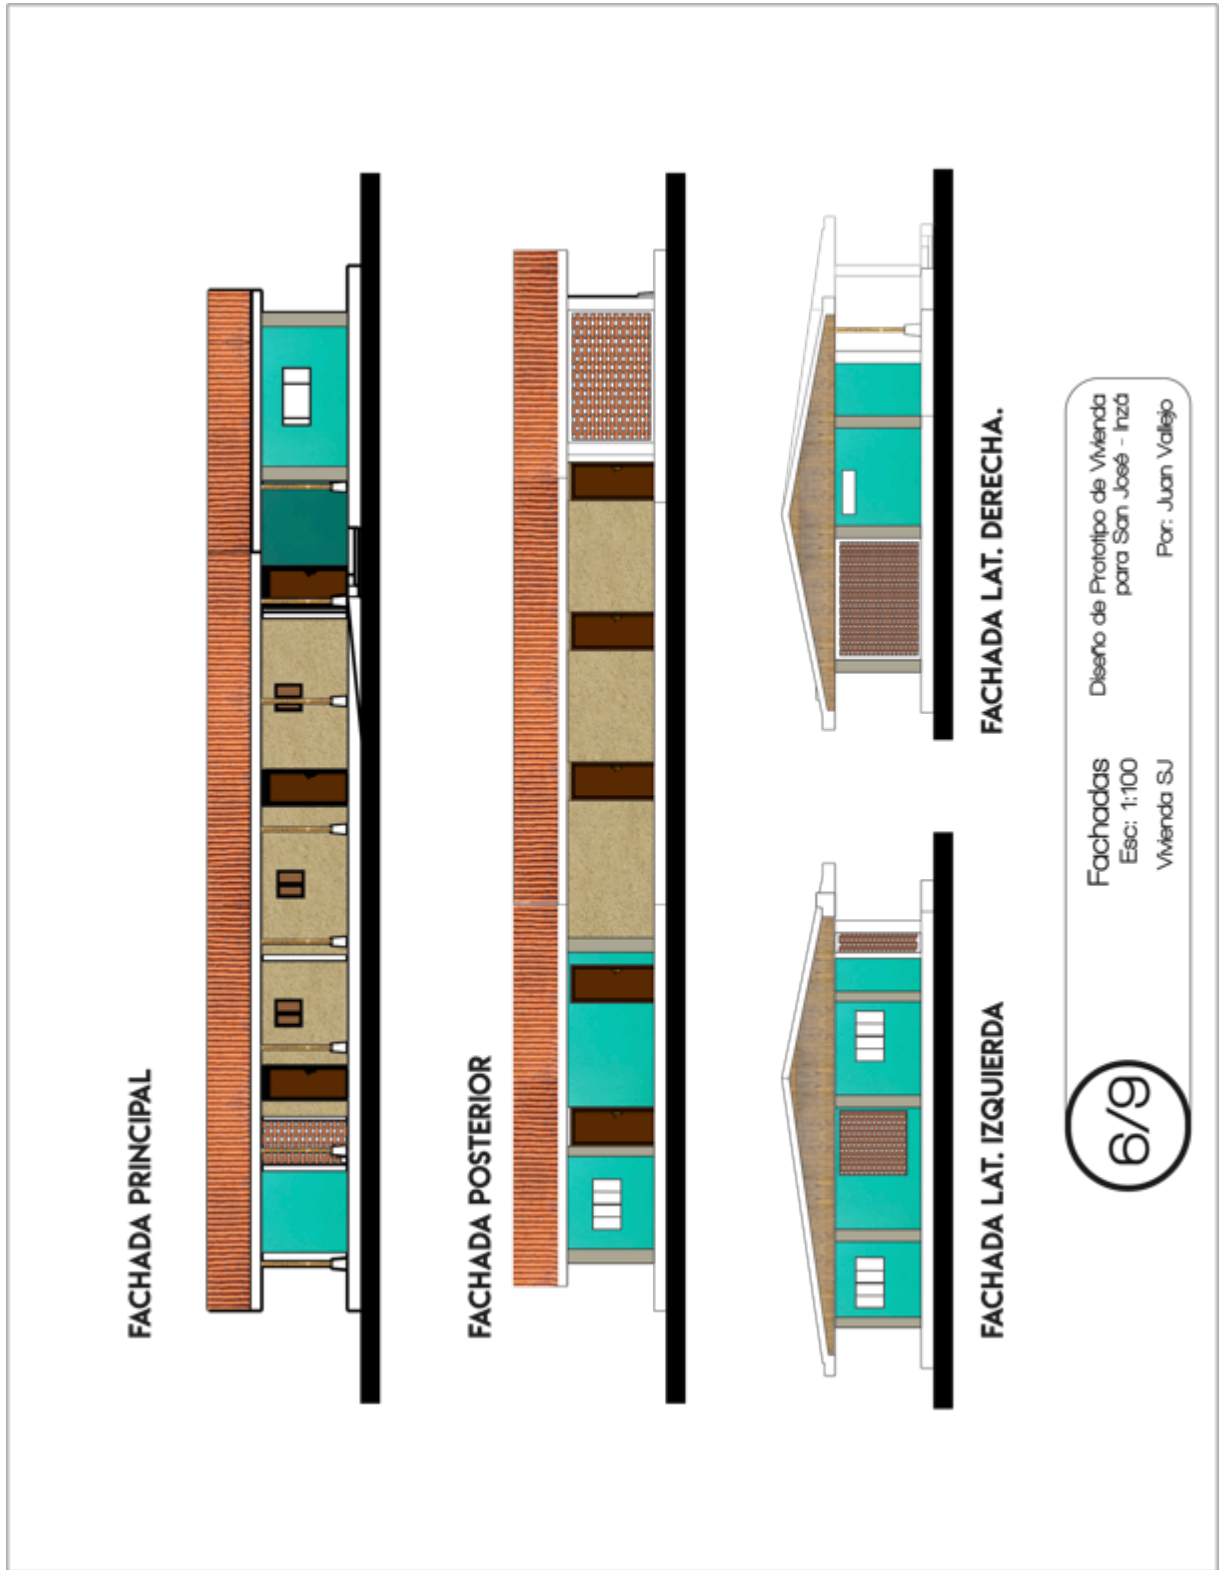 FACHADA PRINCIPAL
FACHADA POSTERIOR
FACHADA LAT. IZQUIERDA
FACHADA LAT. DERECHA.
6/9
Fachadas
Esc: 1:100
Vivienda SJ
Diseño de Prototipo de Vivienda
para San José - Inzá
Por: Juan Vallejo